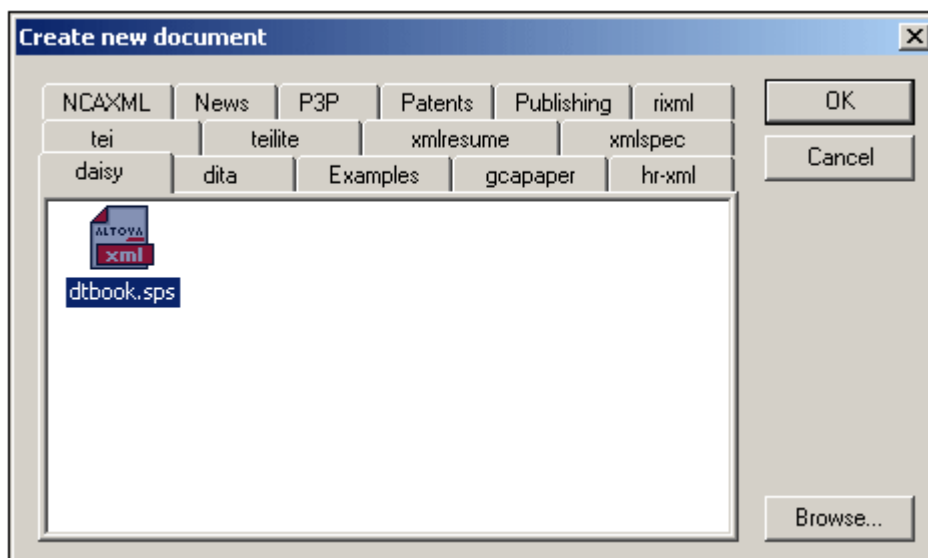 Create new document
NCAXML News P3P Patents Publishing rixml
tei teilite xmlresume xmlspec
daisy dita Examples gcapaper hr-xml
OK
Cancel
ALTOVA
xml
dtbook.sps
Browse...